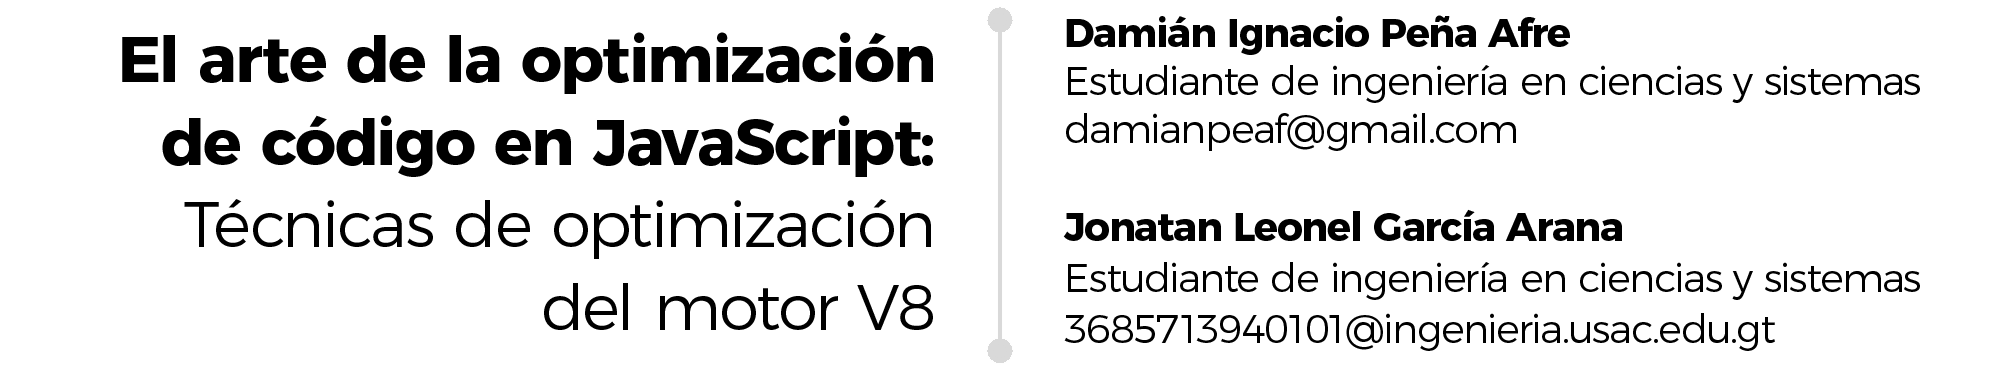 El arte de la optimización
de código en JavaScript:
Técnicas de optimización
del motor V8
Damián Ignacio Peña Afre
Estudiante de ingeniería en ciencias y sistemas
damianpeaf@gmail.com
Jonatan Leonel García Arana
Estudiante de ingeniería en ciencias y sistemas
3685713940101@ingenieria.usac.edu.gt